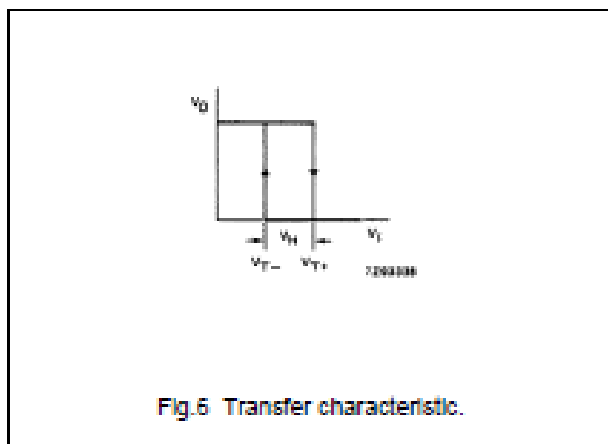 VO
VH
VI
VT−
VT+
Fig.6 Transfer characteristic.